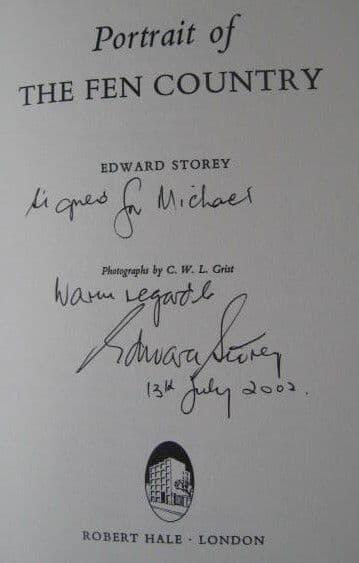 Portrait of
THE FEN COUNTRY
EDWARD STOREY
Signed for Michael
Photographs by C. W. L. Grist
Warm regards
Edward Storey
13th July 2002.
ROBERT HALE · LONDON